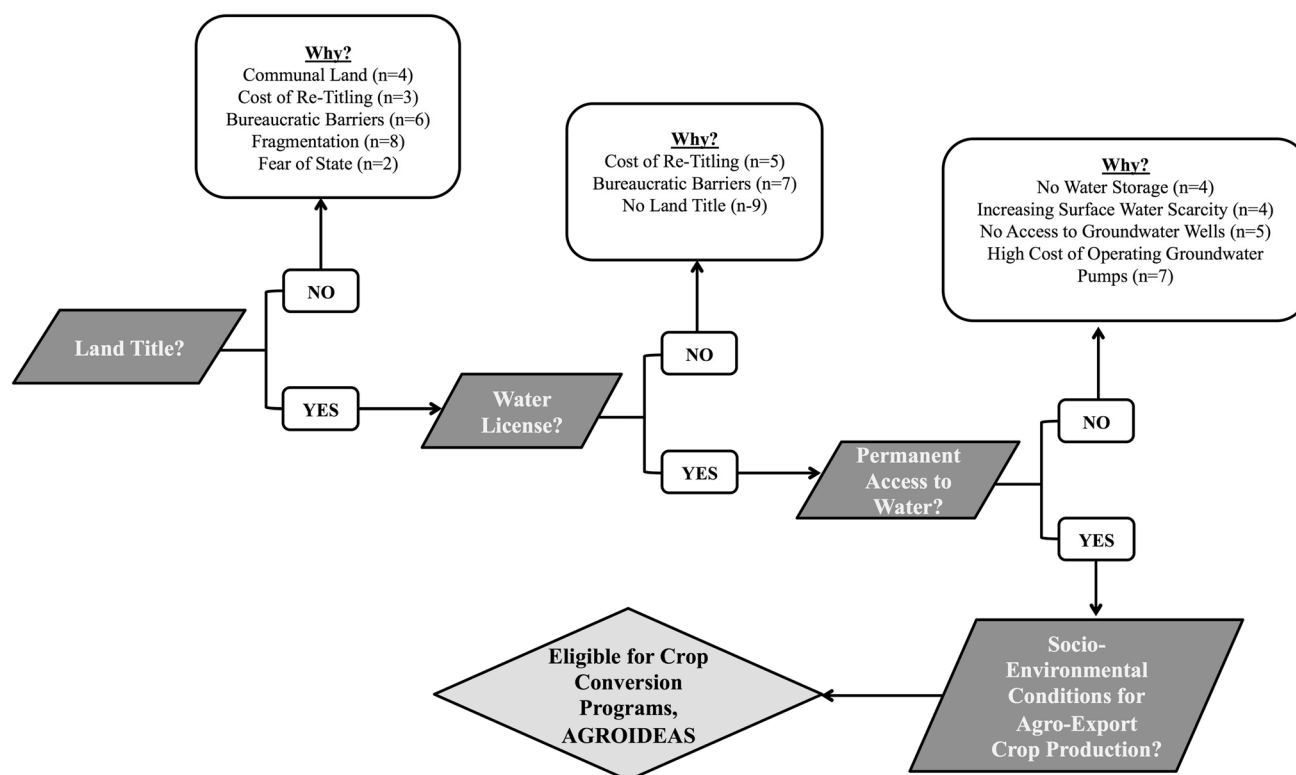 Why?
Communal Land (n=4)
Cost of Re-Titling (n=3)
Bureaucratic Barriers (n=6)
Fragmentation (n=8)
Fear of State (n=2)
NO
Land Title?
YES
Why?
Cost of Re-Titling (n=5)
Bureaucratic Barriers (n=7)
No Land Title (n-9)
NO
Water
License?
YES
Why?
No Water Storage (n=4)
Increasing Surface Water Scarcity (n=4)
No Access to Groundwater Wells (n=5)
High Cost of Operating Groundwater
Pumps (n=7)
NO
Permanent
Access to
Water?
YES
Socio-
Environmental
Conditions for
Agro-Export
Crop Production?
Eligible for Crop
Conversion
Programs,
AGROIDEAS